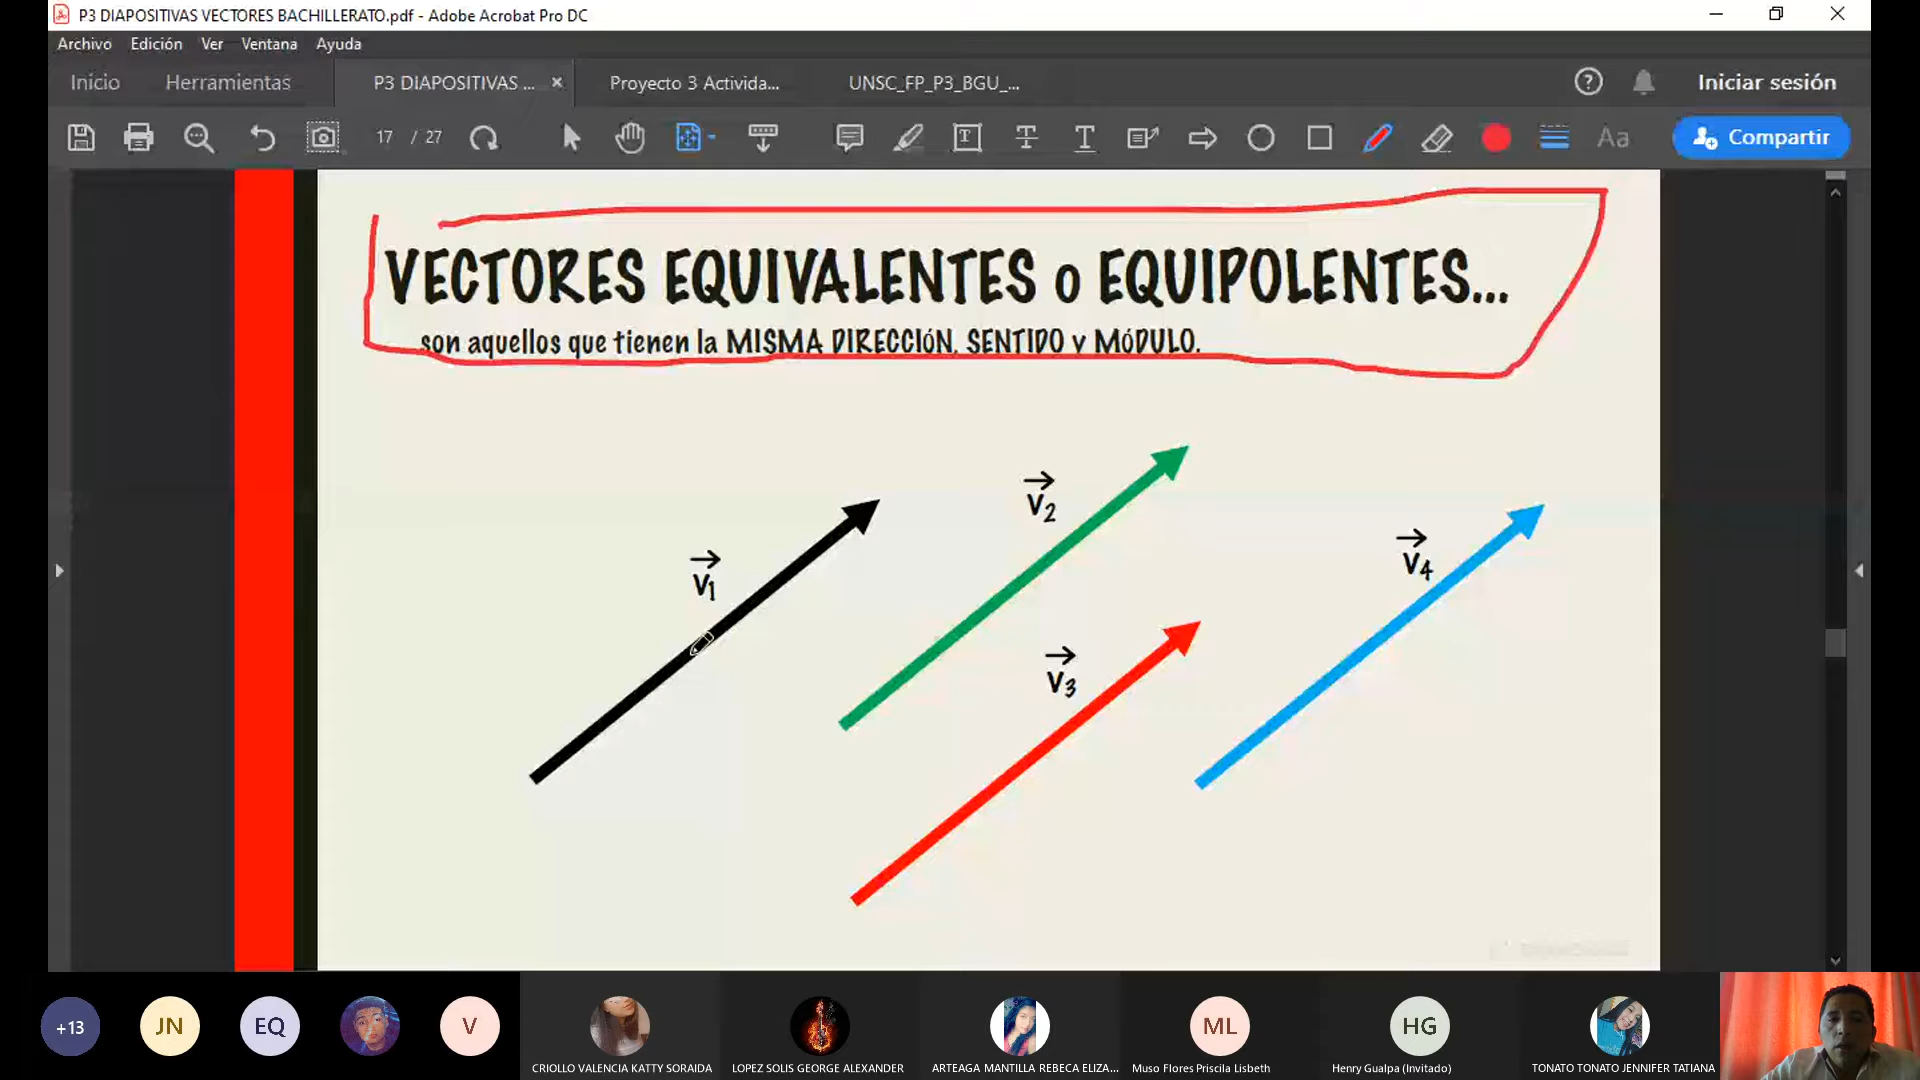 P3 DIAPOSITIVAS VECTORES BACHILLERATO.pdf - Adobe Acrobat Pro DC
Archivo Edición Ver Ventana Ayuda
Inicio Herramientas P3 DIAPOSITIVAS ... × Proyecto 3 Activida... UNSC_FP_P3_BGU_... Iniciar sesión
17 / 27 Aa Compartir
VECTORES EQUIVALENTES o EQUIPOLENTES...
son aquellos que tienen la MISMA DIRECCIÓN, SENTIDO y MÓDULO.
V2
V4
V1
V3
+13 JN EQ V ML HG
CRIOLLO VALENCIA KATTY SORAIDA LOPEZ SOLIS GEORGE ALEXANDER ARTEAGA MANTILLA REBECA ELIZA... Muso Flores Priscila Lisbeth Henry Gualpa (Invitado) TONATO TONATO JENNIFER TATIANA